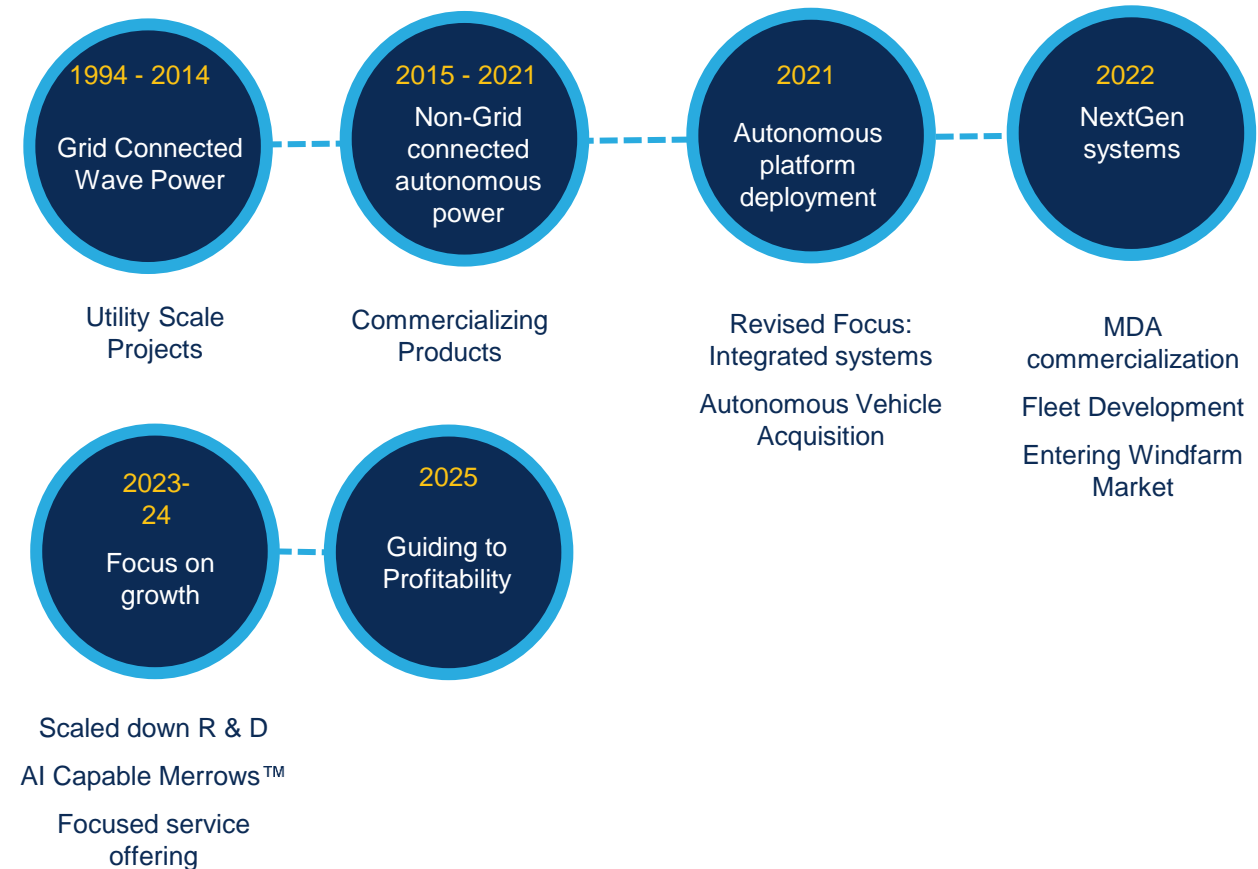 1994 - 2014
Grid Connected
Wave Power
Utility Scale
Projects
2015 - 2021
Non-Grid
connected
autonomous
power
Commercializing
Products
2021
Autonomous
platform
deployment
Revised Focus:
Integrated systems
Autonomous Vehicle
Acquisition
2022
NextGen
systems
MDA
commercialization
Fleet Development
Entering Windfarm
Market
2023-
24
Focus on
growth
Scaled down R & D
AI Capable Merrows™
Focused service
offering
2025
Guiding to
Profitability